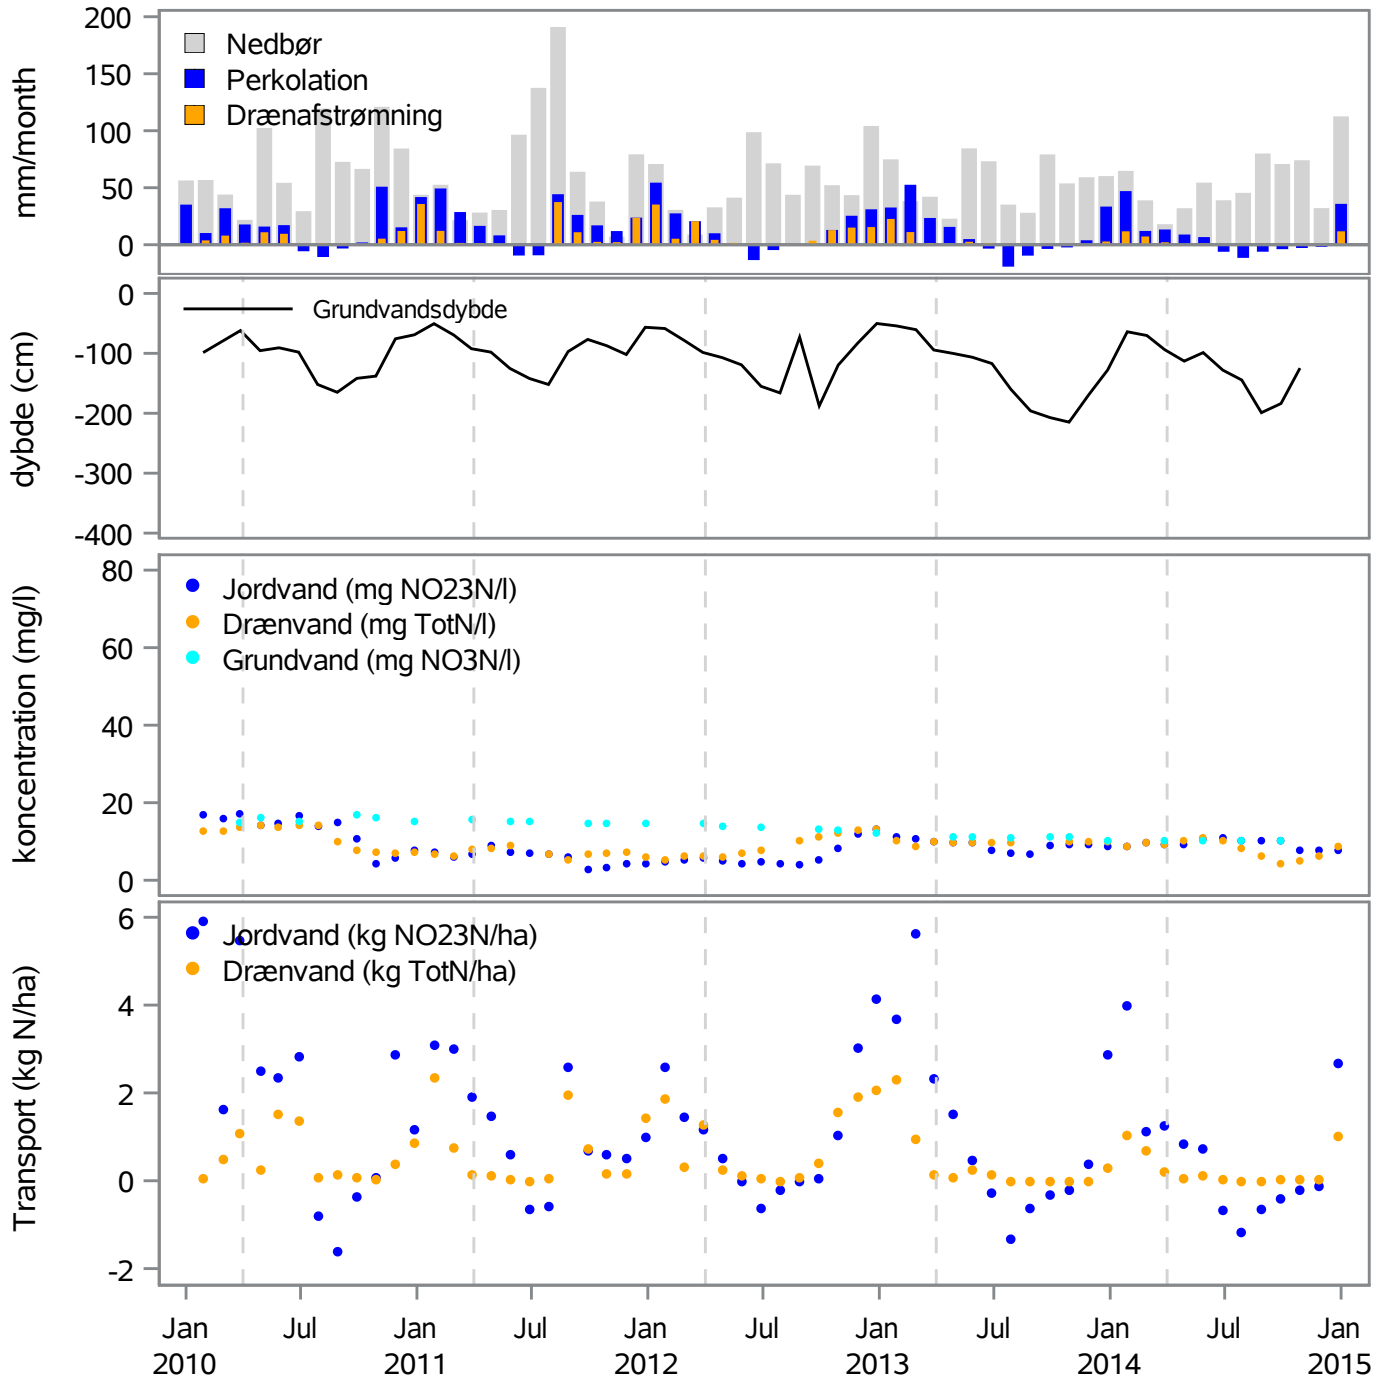 200
150
100
50
0
mm/month
Nedbør
Perkolation
Drænafstrømning
0
-100
-200
-300
-400
dybde (cm)
Grundvandsdybde
80
60
40
20
0
koncentration (mg/l)
Jordvand (mg NO23N/l)
Drænvand (mg TotN/l)
Grundvand (mg NO3N/l)
6
4
2
0
-2
Transport (kg N/ha)
Jordvand (kg NO23N/ha)
Drænvand (kg TotN/ha)
Jan Jul Jan Jul Jan Jul Jan Jul Jan Jul Jan
2010 2011 2012 2013 2014 2015